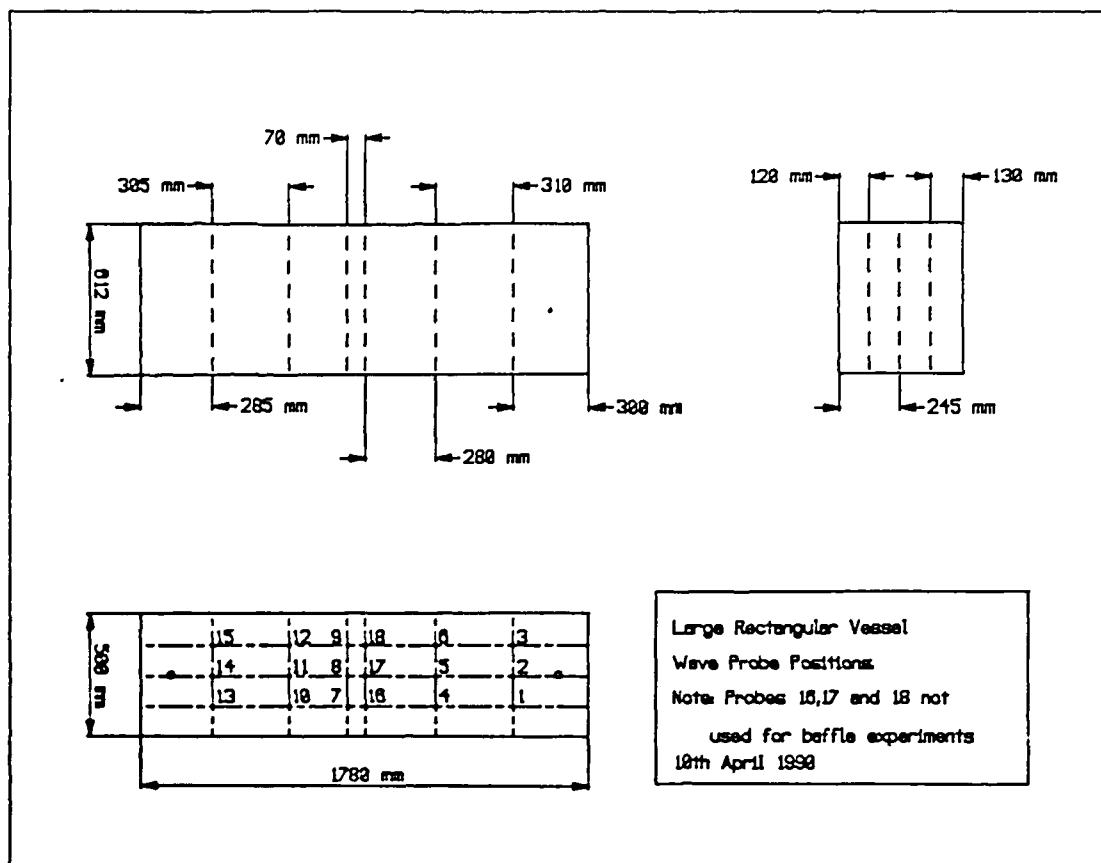 70 mm
305 mm
310 mm
120 mm
130 mm
612 mm
285 mm
300 mm
245 mm
280 mm
15 12 9 18 6 3
14 11 8 17 5 2
13 10 7 16 4 1
500 mm
1780 mm
Large Rectangular Vessel
Wave Probe Positions
Note: Probes 16,17 and 18 not
used for baffle experiments
10th April 1990